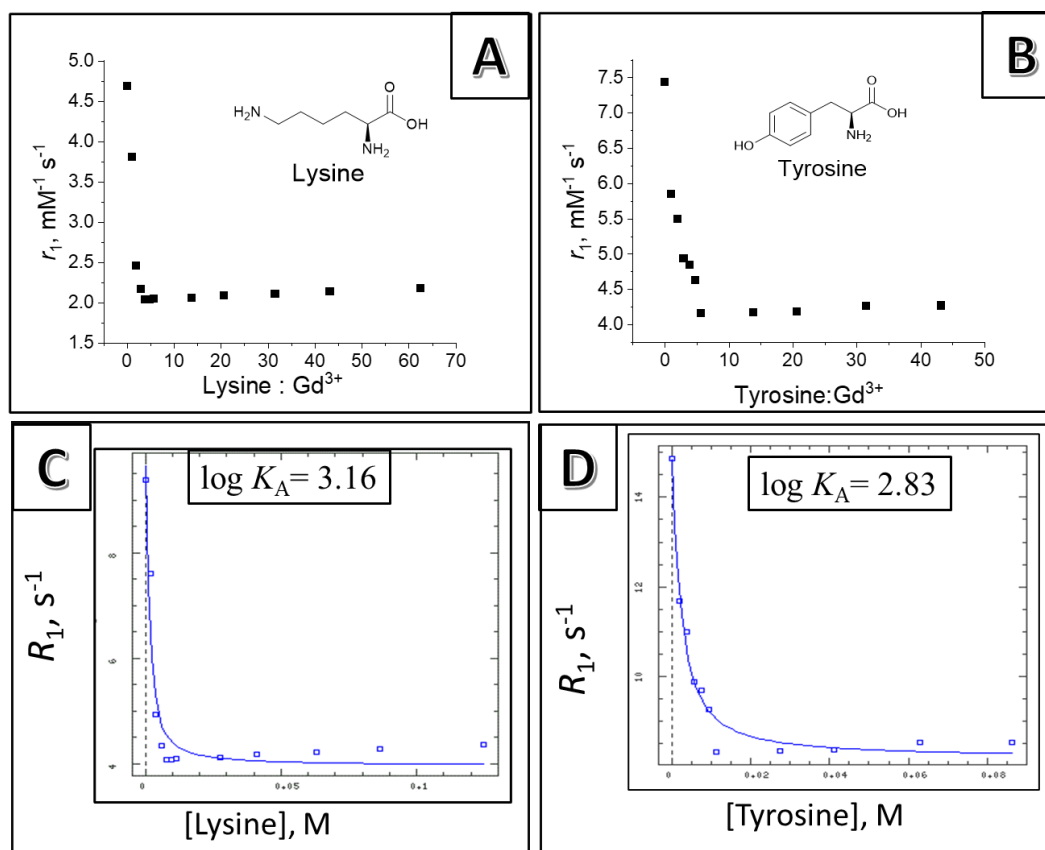 A
5.0
4.5
4.0
3.5
3.0
2.5
2.0
1.5
r₁, mM⁻¹ s⁻¹
H₂N
O
OH
NH₂
Lysine
0 10 20 30 40 50 60 70
Lysine : Gd³⁺
B
7.5
7.0
6.5
6.0
5.5
5.0
4.5
4.0
r₁, mM⁻¹ s⁻¹
O
OH
NH₂
HO
Tyrosine
0 10 20 30 40 50
Tyrosine:Gd³⁺
C
log K_A= 3.16
8
6
4
R₁, s⁻¹
0 0.05 0.1
[Lysine], M
D
log K_A= 2.83
14
12
10
R₁, s⁻¹
0 0.02 0.04 0.06 0.08
[Tyrosine], M